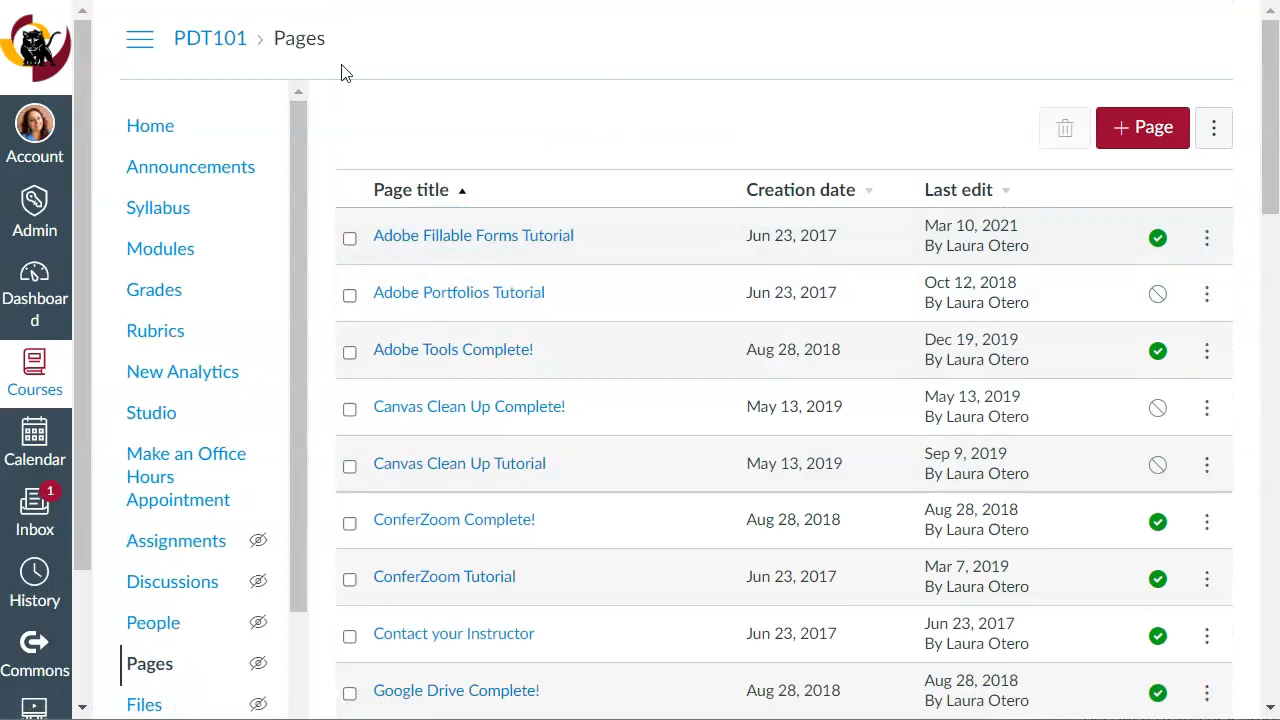 PDT101 › Pages
Account
Admin
Dashboar
d
Courses
Calendar
1
Inbox
History
Commons
Home
Announcements
Syllabus
Modules
Grades
Rubrics
New Analytics
Studio
Make an Office
Hours
Appointment
Assignments
Discussions
People
Pages
Files
+ Page
Page title Creation date Last edit
Adobe Fillable Forms Tutorial Jun 23, 2017 Mar 10, 2021
By Laura Otero
Adobe Portfolios Tutorial Jun 23, 2017 Oct 12, 2018
By Laura Otero
Adobe Tools Complete! Aug 28, 2018 Dec 19, 2019
By Laura Otero
Canvas Clean Up Complete! May 13, 2019 May 13, 2019
By Laura Otero
Canvas Clean Up Tutorial May 13, 2019 Sep 9, 2019
By Laura Otero
ConferZoom Complete! Aug 28, 2018 Aug 28, 2018
By Laura Otero
ConferZoom Tutorial Jun 23, 2017 Mar 7, 2019
By Laura Otero
Contact your Instructor Jun 23, 2017 Jun 23, 2017
By Laura Otero
Google Drive Complete! Aug 28, 2018 Aug 28, 2018
By Laura Otero